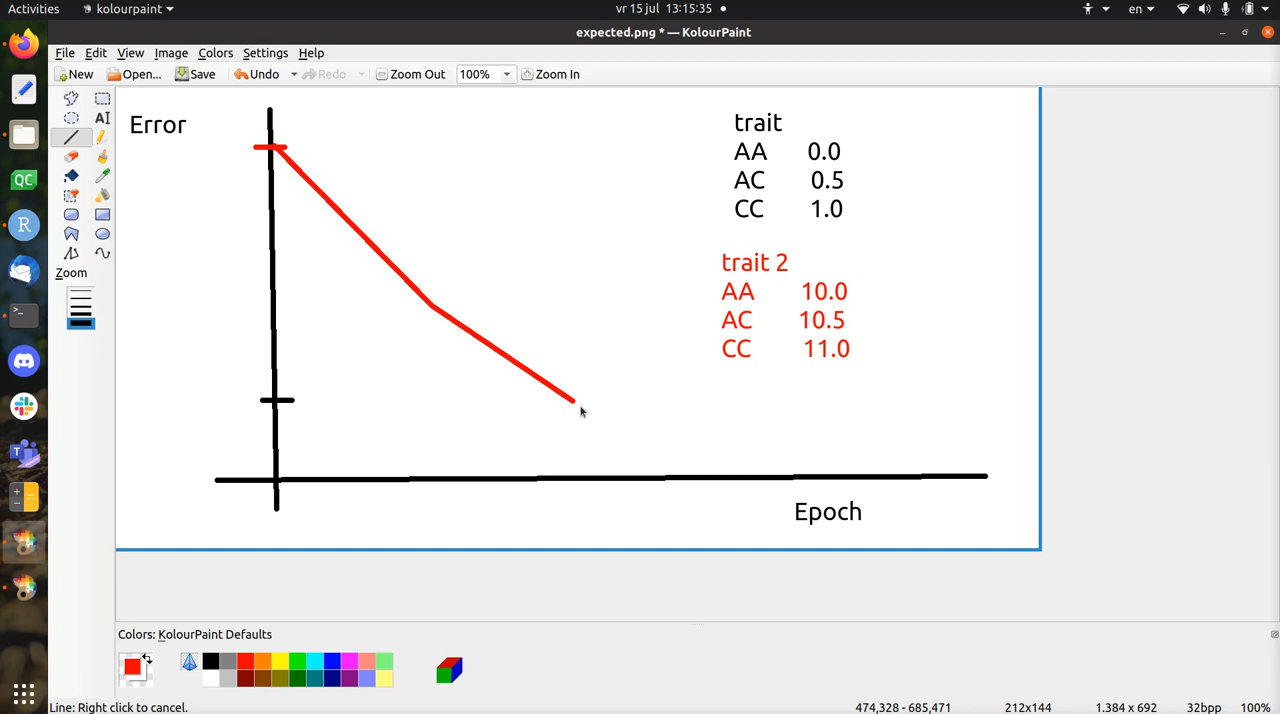 Activities kolourpaint vr 15 jul 13:15:35 en
expected.png * — KolourPaint
File Edit View Image Colors Settings Help
New Open... Save Undo Redo Zoom Out 100% Zoom In
AI
QC
R
Zoom
Error
trait
AA 0.0
AC 0.5
CC 1.0
trait 2
AA 10.0
AC 10.5
CC 11.0
Epoch
Colors: KolourPaint Defaults
Line: Right click to cancel. 474,328 - 685,471 212x144 1.384 x 692 32bpp 100%